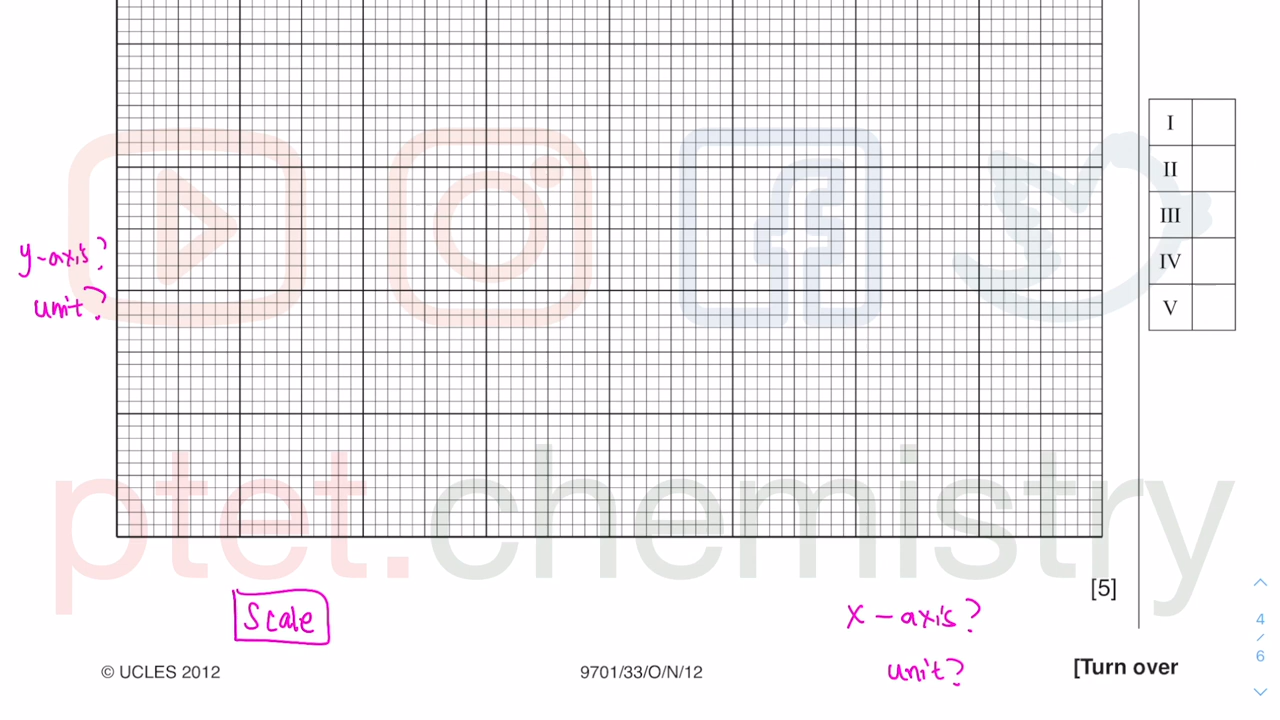 I
II
III
IV
V
y-axis?
unit?
ptet.chemistry
[5]
Scale
x-axis?
unit?
© UCLES 2012
9701/33/O/N/12
[Turn over
4
/
6